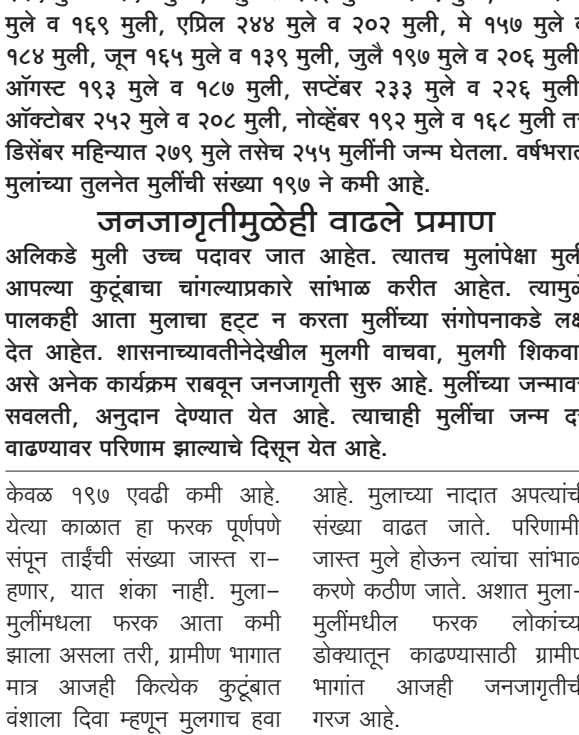 मुले व १६९ मुली, एप्रिल २४४ मुले व २०२ मुली, मे १५७ मुले व
१८४ मुली, जून १६५ मुले व १३९ मुली, जुलै १९७ मुले व २०६ मुली
ऑगस्ट १९३ मुले व १८७ मुली, सप्टेंबर २३३ मुले व २२६ मुली
ऑक्टोबर २५२ मुले व २०८ मुली, नोव्हेंबर १९२ मुले व १६८ मुली तर
डिसेंबर महिन्यात २७९ मुले तसेच २५५ मुलींनी जन्म घेतला. वर्षभरात
मुलांच्या तुलनेत मुलींची संख्या १९७ ने कमी आहे.
जनजागृतीमुळेही वाढले प्रमाण
अलिकडे मुली उच्च पदावर जात आहेत. त्यातच मुलांपेक्षा मुली
आपल्या कुटूंबाचा चांगल्याप्रकारे सांभाळ करीत आहेत. त्यामुळे
पालकही आता मुलाचा हट्ट न करता मुलींच्या संगोपनाकडे लक्ष
देत आहेत. शासनाच्यावतीनेदेखील मुलगी वाचवा, मुलगी शिकवा
असे अनेक कार्यक्रम राबवून जनजागृती सुरु आहे. मुलींच्या जन्मावर
सवलती, अनुदान देण्यात येत आहे. त्याचाही मुलींचा जन्म दर
वाढण्यावर परिणाम झाल्याचे दिसून येत आहे.
केवळ १९७ एवढी कमी आहे.
येत्या काळात हा फरक पूर्णपणे
संपून ताईंची संख्या जास्त रा-
हणार, यात शंका नाही. मुला-
मुलींमधला फरक आता कमी
झाला असला तरी, ग्रामीण भागात
मात्र आजही कित्येक कुटूंबात
वंशाला दिवा म्हणून मुलगाच हवा
आहे. मुलाच्या नादात अपत्यांची
संख्या वाढत जाते. परिणामी
जास्त मुले होऊन त्यांचा सांभाळ
करणे कठीण जाते. अशात मुला-
मुलींमधील फरक लोकांच्या
डोक्यातून काढण्यासाठी ग्रामीण
भागांत आजही जनजागृतीची
गरज आहे.